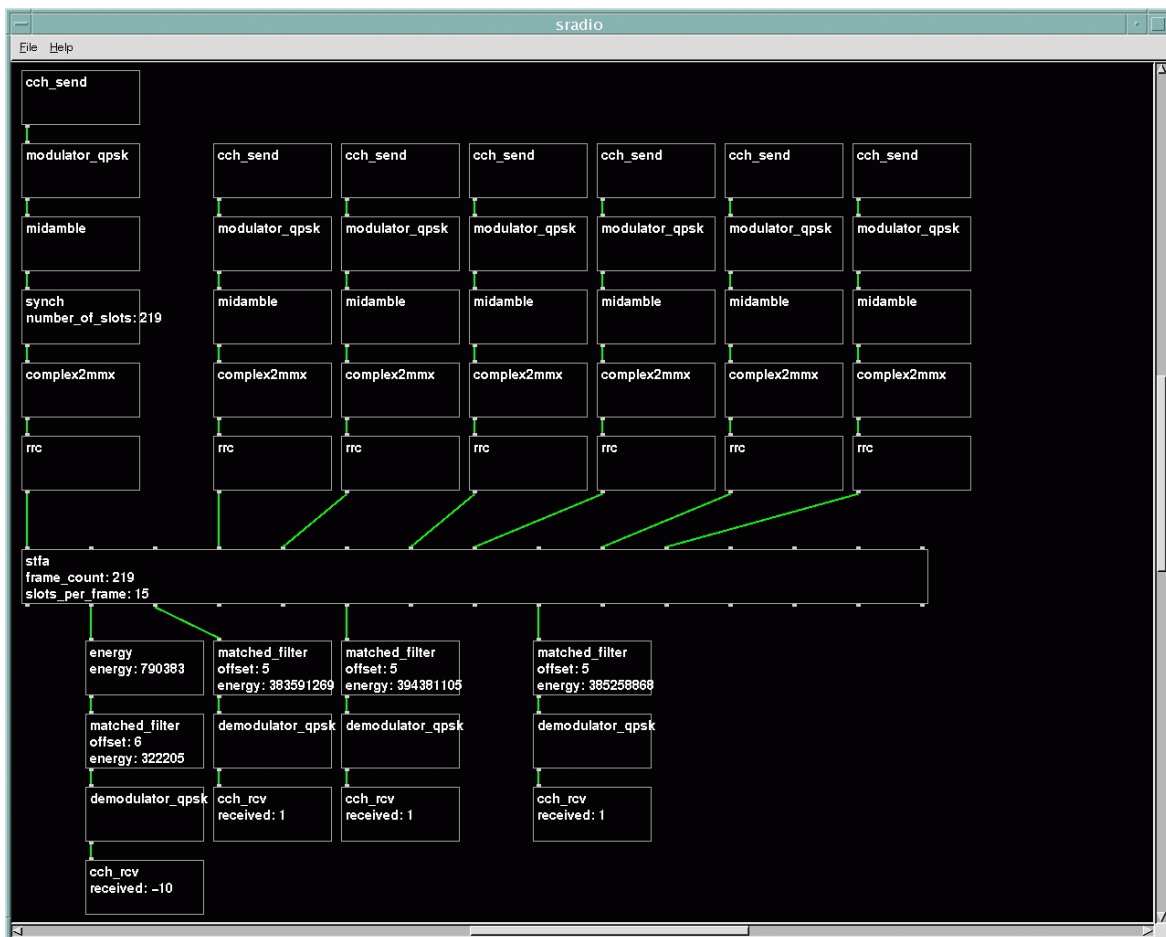 sradio
File Help
cch_send
modulator_qpsk cch_send cch_send cch_send cch_send cch_send cch_send
midamble modulator_qpsk modulator_qpsk modulator_qpsk modulator_qpsk modulator_qpsk modulator_qpsk
synch midamble midamble midamble midamble midamble midamble
number_of_slots: 219
complex2mmx complex2mmx complex2mmx complex2mmx complex2mmx complex2mmx complex2mmx
rrc rrc rrc rrc rrc rrc rrc
stfa
frame_count: 219
slots_per_frame: 15
energy matched_filter matched_filter matched_filter
energy: 790383 offset: 5 offset: 5 offset: 5
energy: 383591269 energy: 394381105 energy: 385258868
matched_filter demodulator_qpsk demodulator_qpsk demodulator_qpsk
offset: 6
energy: 322205
demodulator_qpsk cch_rcv cch_rcv cch_rcv
received: 1 received: 1 received: 1
cch_rcv
received: -10